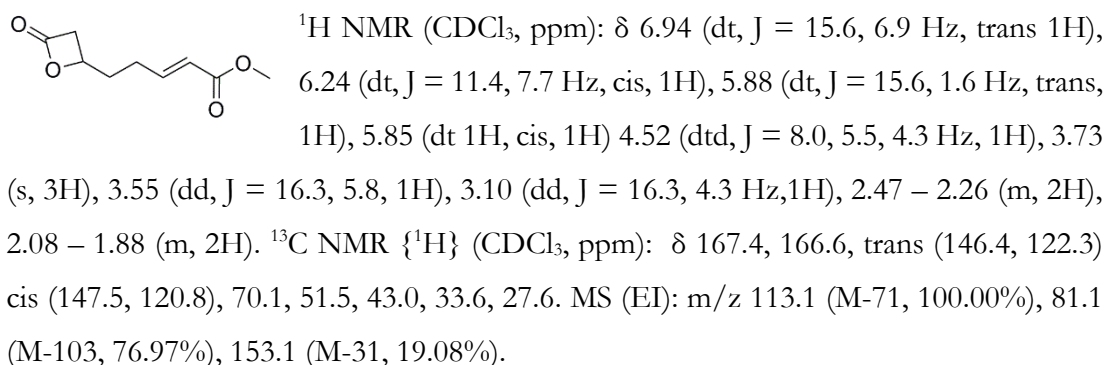 O
O
O
O
¹H NMR (CDCl₃, ppm): δ 6.94 (dt, J = 15.6, 6.9 Hz, trans 1H),
6.24 (dt, J = 11.4, 7.7 Hz, cis, 1H), 5.88 (dt, J = 15.6, 1.6 Hz, trans,
1H), 5.85 (dt 1H, cis, 1H) 4.52 (dtd, J = 8.0, 5.5, 4.3 Hz, 1H), 3.73
(s, 3H), 3.55 (dd, J = 16.3, 5.8, 1H), 3.10 (dd, J = 16.3, 4.3 Hz,1H), 2.47 – 2.26 (m, 2H),
2.08 – 1.88 (m, 2H). ¹³C NMR {¹H} (CDCl₃, ppm): δ 167.4, 166.6, trans (146.4, 122.3)
cis (147.5, 120.8), 70.1, 51.5, 43.0, 33.6, 27.6. MS (EI): m/z 113.1 (M-71, 100.00%), 81.1
(M-103, 76.97%), 153.1 (M-31, 19.08%).